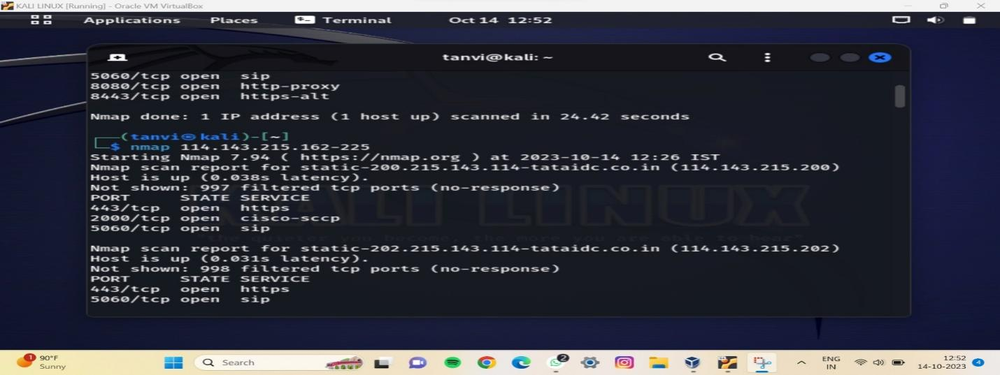 KALI LINUX [Running] - Oracle VM VirtualBox
Applications Places Terminal Oct 14 12:52
tanvi@kali: ~
5060/tcp open sip
8080/tcp open http-proxy
8443/tcp open https-alt
Nmap done: 1 IP address (1 host up) scanned in 24.42 seconds
(tanvi㉿kali)-[~]
$ nmap 114.143.215.162-225
Starting Nmap 7.94 ( https://nmap.org ) at 2023-10-14 12:26 IST
Nmap scan report for static-200.215.143.114-tataidc.co.in (114.143.215.200)
Host is up (0.038s latency).
Not shown: 997 filtered tcp ports (no-response)
PORT STATE SERVICE
443/tcp open https
2000/tcp open cisco-sccp
5060/tcp open sip
KALI LINUX
"the quieter you become, the more you are able to hear"
Nmap scan report for static-202.215.143.114-tataidc.co.in (114.143.215.202)
Host is up (0.031s latency).
Not shown: 998 filtered tcp ports (no-response)
PORT STATE SERVICE
443/tcp open https
5060/tcp open sip
1
90°F
Sunny
Search
2
ENG
IN
12:52
14-10-2023
4